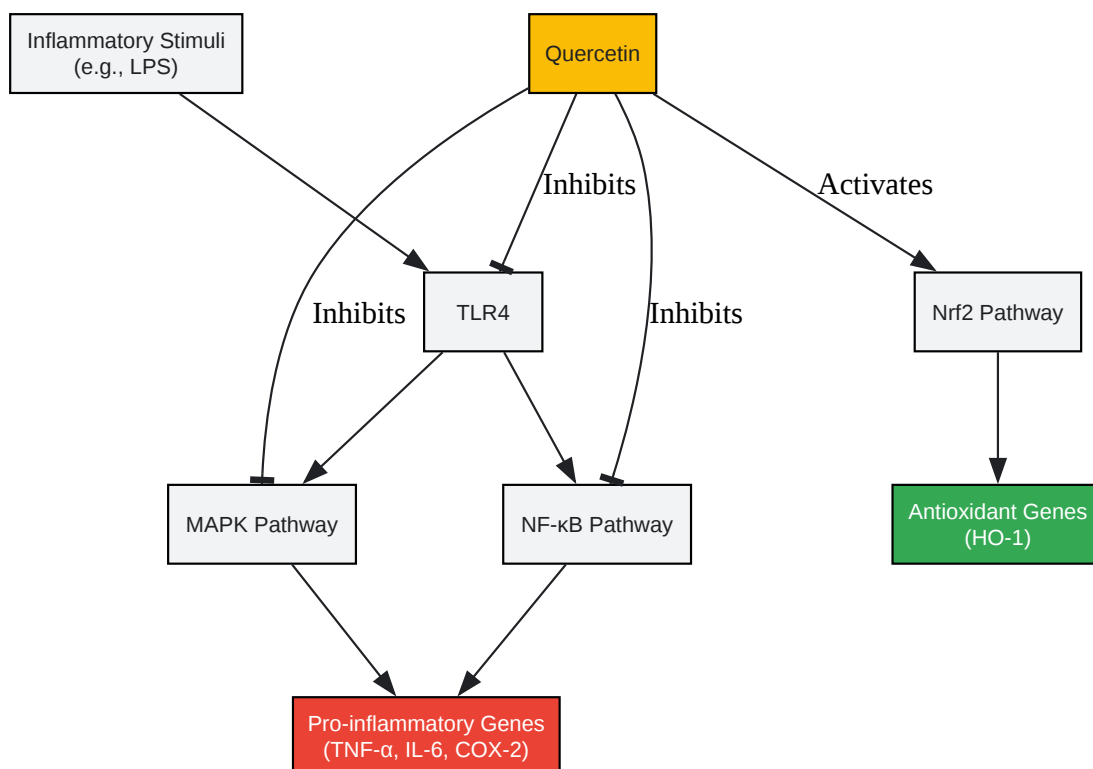 Inflammatory Stimuli
(e.g., LPS)
Quercetin
Inhibits
Activates
Inhibits
TLR4
Inhibits
Nrf2 Pathway
MAPK Pathway
NF-κB Pathway
Antioxidant Genes
(HO-1)
Pro-inflammatory Genes
(TNF-α, IL-6, COX-2)